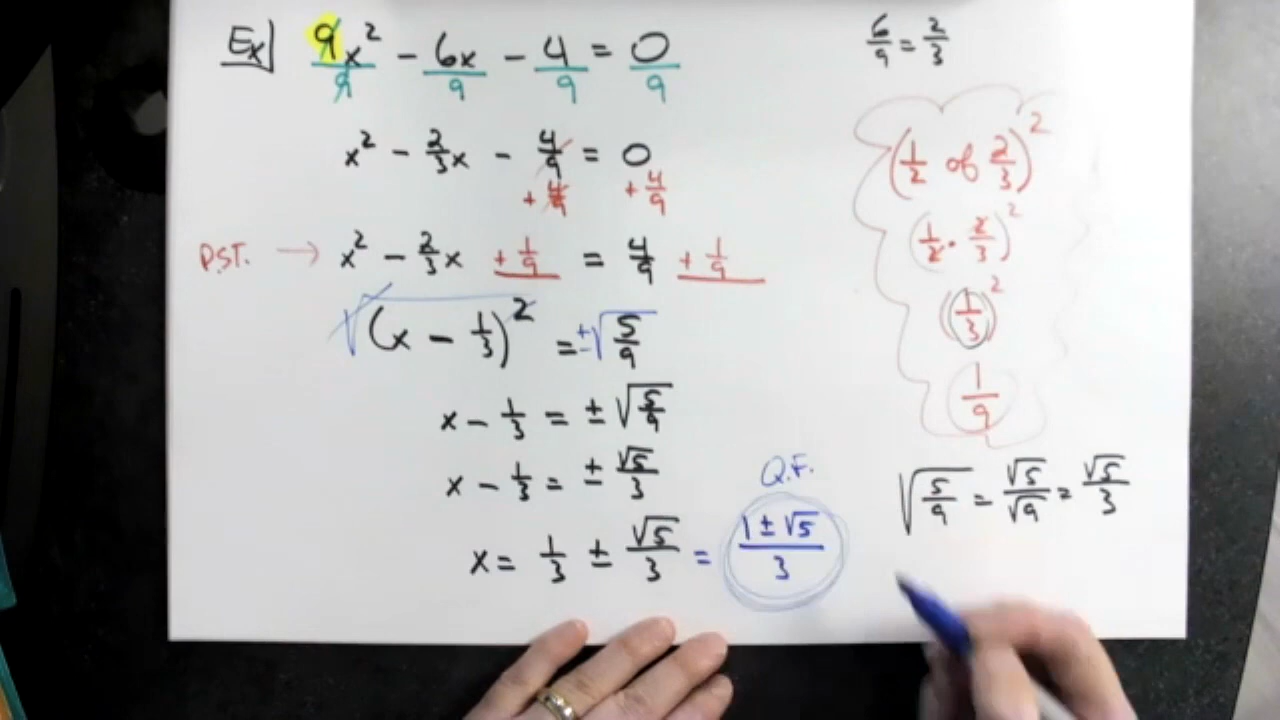 Ex 9x² - 6x - 4 = 0
9 9 9 9
x² - 2/3x - 4/9 = 0
+ 4/9 + 4/9
P.S.T. → x² - 2/3x + 1/9 = 4/9 + 1/9
√(x - 1/3)² = ±√5/9
x - 1/3 = ± √5/9
x - 1/3 = ± √5/3
x = 1/3 ± √5/3 = 1 ± √5/3
Q.F.
6/9 = 2/3
(1/2 of 2/3)²
(1/2 · 2/3)²
(1/3)²
1/9
√5/9 = √5/√9 = √5/3